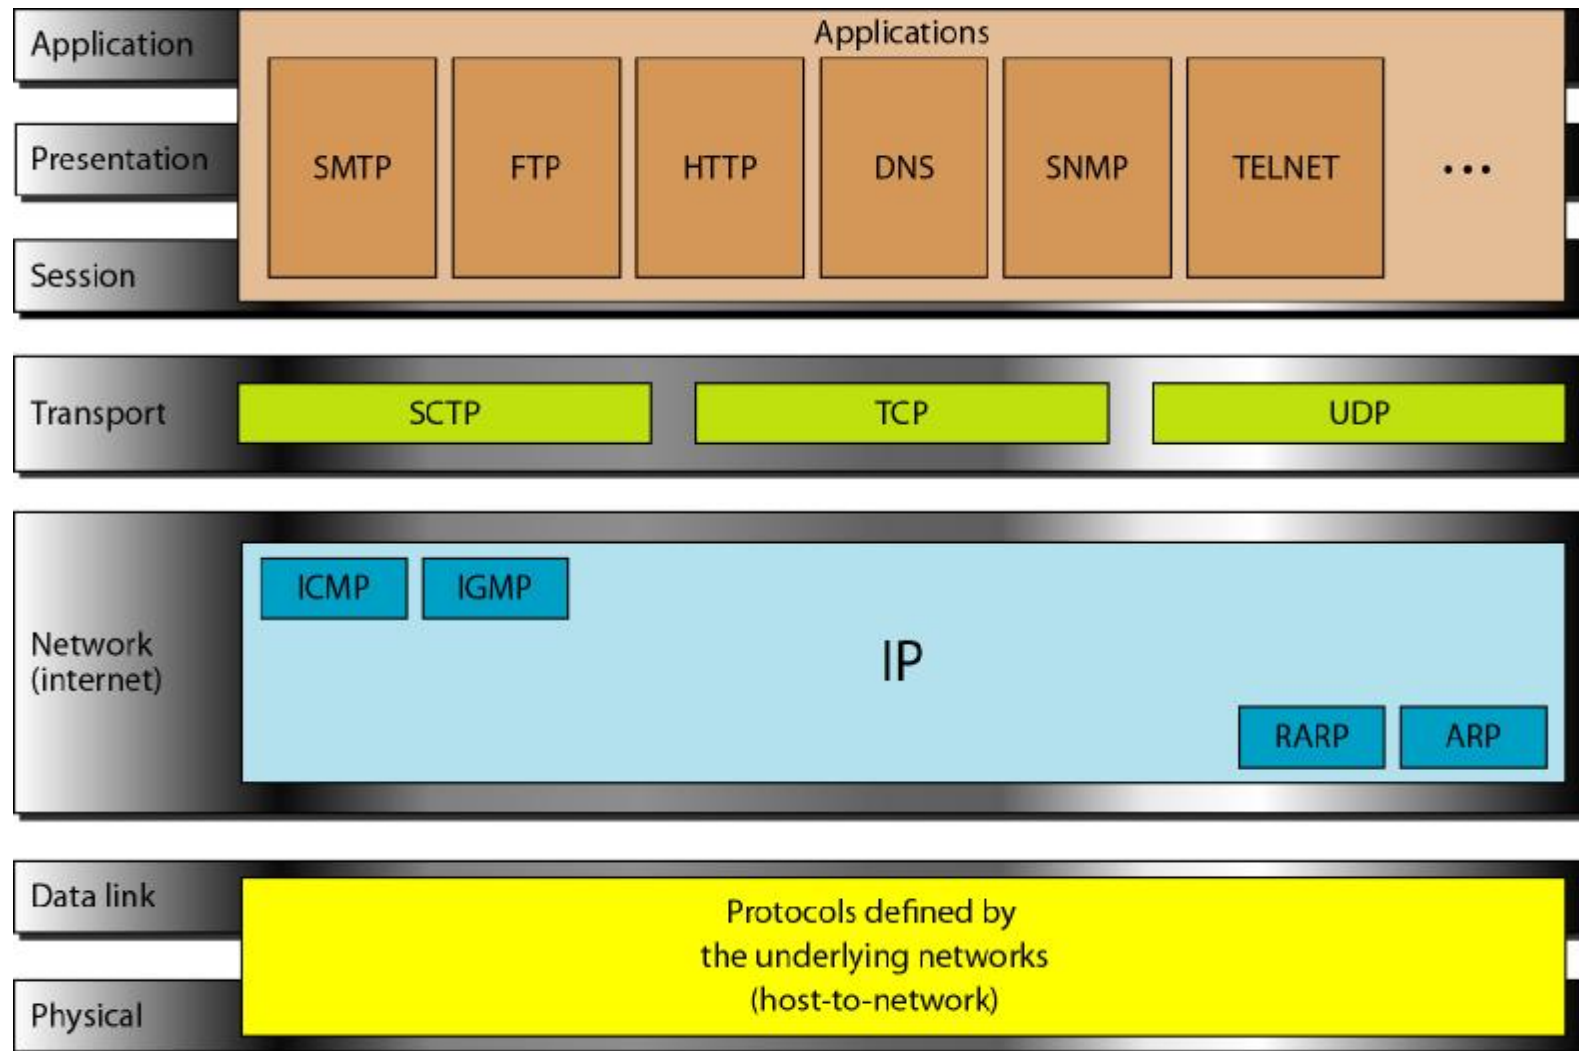 Application
Applications
Presentation
SMTP
FTP
HTTP
DNS
SNMP
TELNET
...
Session
Transport
SCTP
TCP
UDP
Network
(internet)
ICMP
IGMP
IP
RARP
ARP
Data link
Protocols defined by
the underlying networks
(host-to-network)
Physical